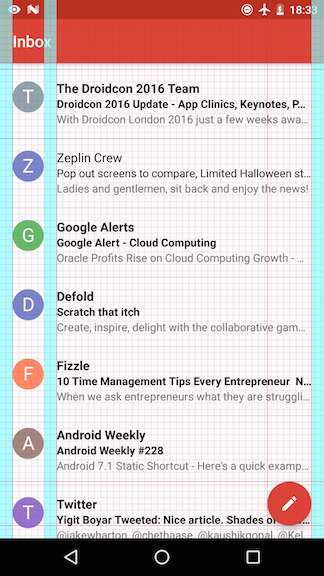 18:33
Inbox
T
The Droidcon 2016 Team
Droidcon 2016 Update - App Clinics, Keynotes, P...
With Droidcon London 2016 just a few weeks awa...
Z
Zeplin Crew
Pop out screens to compare, Limited Halloween st...
Ladies and gentlemen, sit back and enjoy the news!
G
Google Alerts
Google Alert - Cloud Computing
Oracle Profits Rise on Cloud Computing Growth - ...
D
Defold
Scratch that itch
Create, inspire, delight with the collaborative gam...
F
Fizzle
10 Time Management Tips Every Entrepreneur N...
When we ask entrepreneurs what they are struggli...
A
Android Weekly
Android Weekly #228
Android 7.1 Static Shortcut - Here's a quick examp...
T
Twitter
Yigit Boyar Tweeted: Nice article. Shades of
@jakewharton, @chethaase, @kaushikgopal, @Kel...